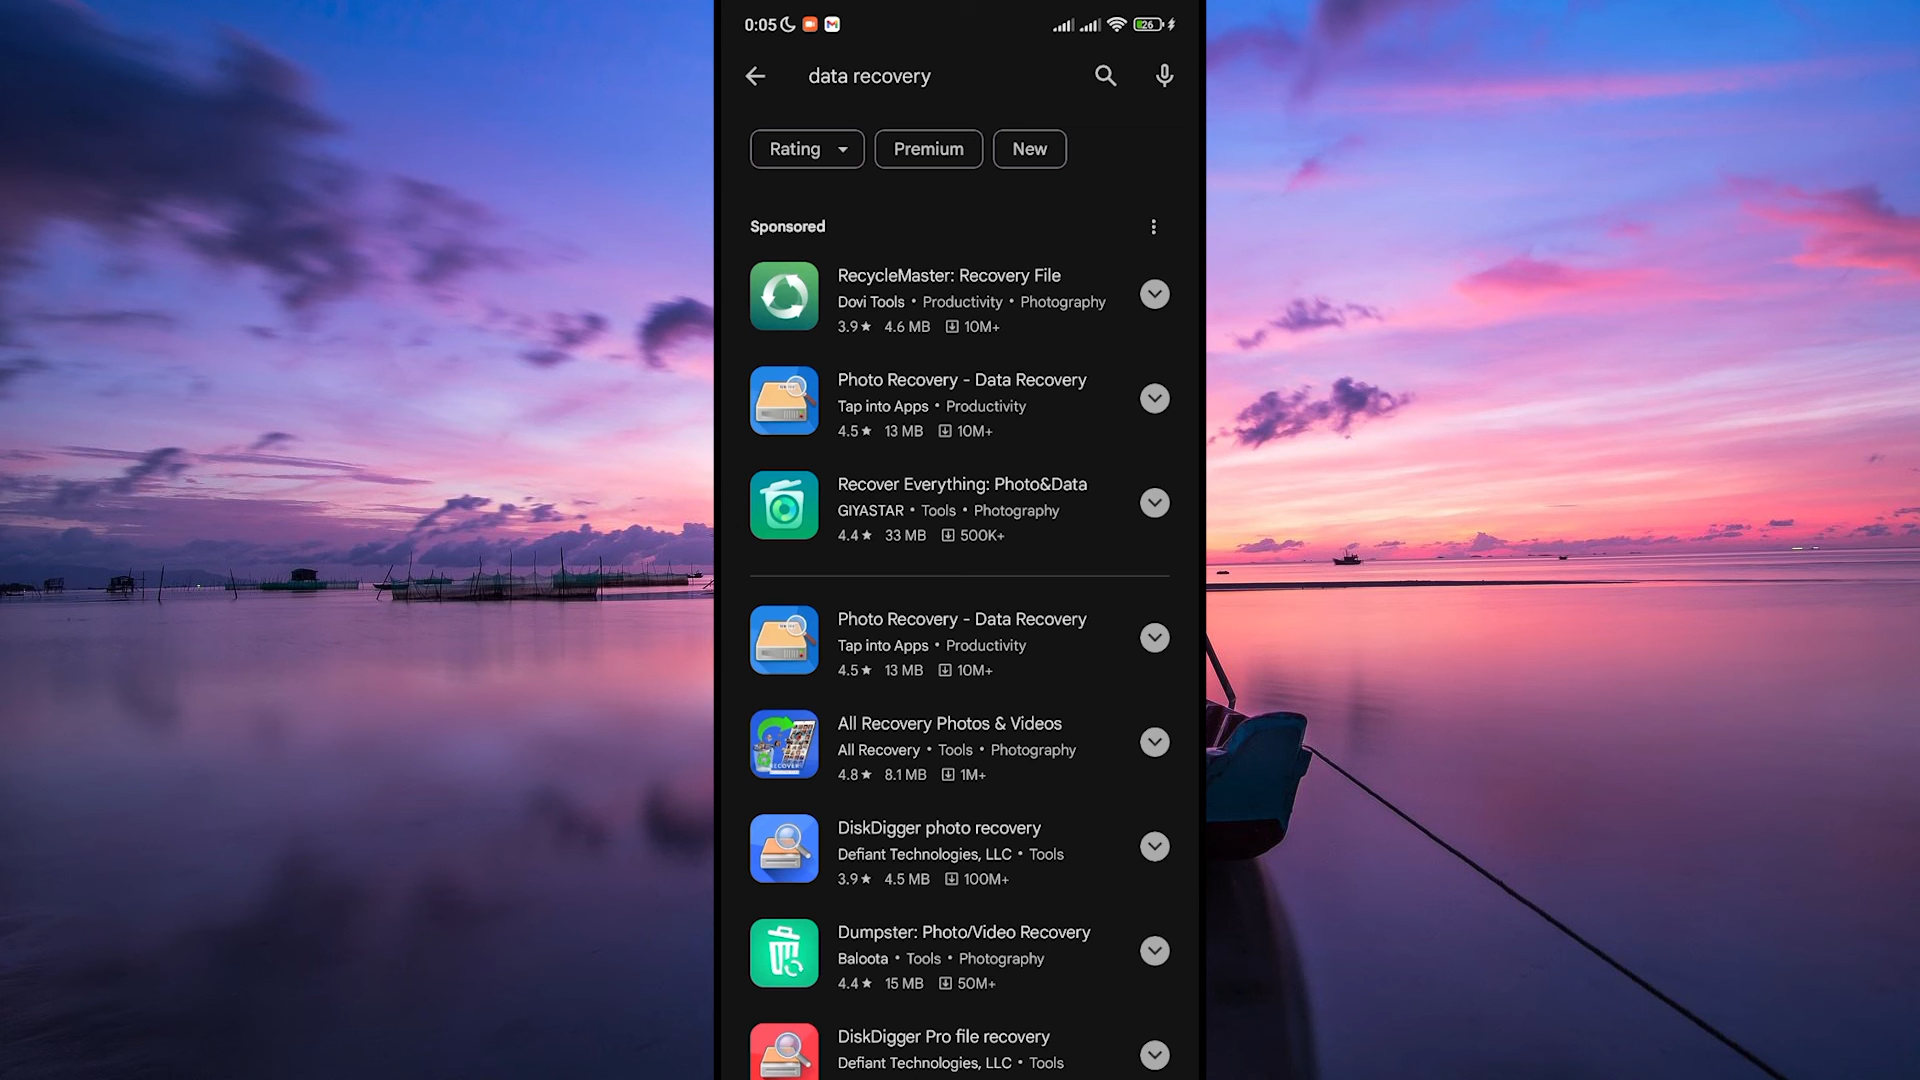 0:05
26
data recovery
Rating
Premium
New
Sponsored
RecycleMaster: Recovery File
Dovi Tools • Productivity • Photography
3.9★ 4.6 MB 10M+
Photo Recovery - Data Recovery
Tap into Apps • Productivity
4.5★ 13 MB 10M+
Recover Everything: Photo&Data
GIYASTAR • Tools • Photography
4.4★ 33 MB 500K+
Photo Recovery - Data Recovery
Tap into Apps • Productivity
4.5★ 13 MB 10M+
All Recovery Photos & Videos
All Recovery • Tools • Photography
4.8★ 8.1 MB 1M+
DiskDigger photo recovery
Defiant Technologies, LLC • Tools
3.9★ 4.5 MB 100M+
Dumpster: Photo/Video Recovery
Baloota • Tools • Photography
4.4★ 15 MB 50M+
DiskDigger Pro file recovery
Defiant Technologies, LLC • Tools